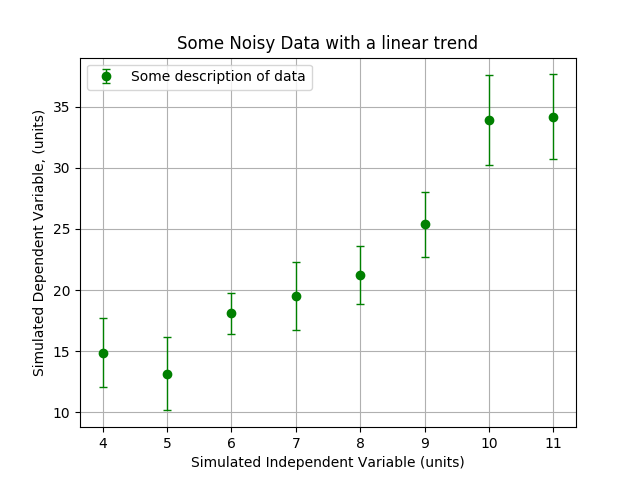 Some Noisy Data with a linear trend
Some description of data
Simulated Dependent Variable, (units)
35
30
25
20
15
10
4 5 6 7 8 9 10 11
Simulated Independent Variable (units)